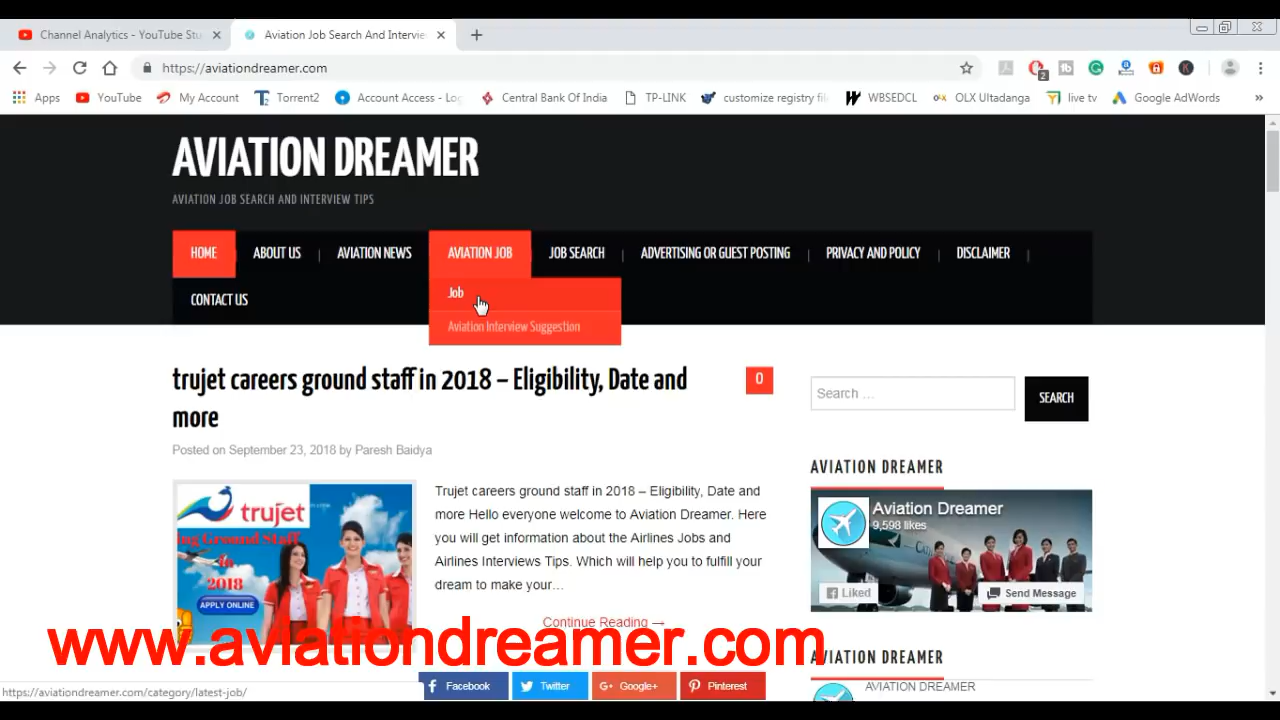 Channel Analytics - YouTube Stu
Aviation Job Search And Intervie
https://aviationdreamer.com
2
Apps
YouTube
My Account
Torrent2
Account Access - Log
Central Bank Of India
TP-LINK
customize registry file
WBSEDCL
OLX Ultadanga
live tv
Google AdWords
»
AVIATION DREAMER
AVIATION JOB SEARCH AND INTERVIEW TIPS
HOME
ABOUT US
AVIATION NEWS
AVIATION JOB
JOB SEARCH
ADVERTISING OR GUEST POSTING
PRIVACY AND POLICY
DISCLAIMER
CONTACT US
Job
Aviation Interview Suggestion
trujet careers ground staff in 2018 – Eligibility, Date and
more
0
Posted on September 23, 2018 by Paresh Baidya
trujet
Ground Staff
in
2018
APPLY ONLINE
Trujet careers ground staff in 2018 – Eligibility, Date and
more Hello everyone welcome to Aviation Dreamer. Here
you will get information about the Airlines Jobs and
Airlines Interviews Tips. Which will help you to fulfill your
dream to make your…
Continue Reading →
Search …
SEARCH
AVIATION DREAMER
Aviation Dreamer
9,598 likes
Liked
Send Message
AVIATION DREAMER
AVIATION DREAMER
www.aviationdreamer.com
Facebook
Twitter
Google+
Pinterest
https://aviationdreamer.com/category/latest-job/